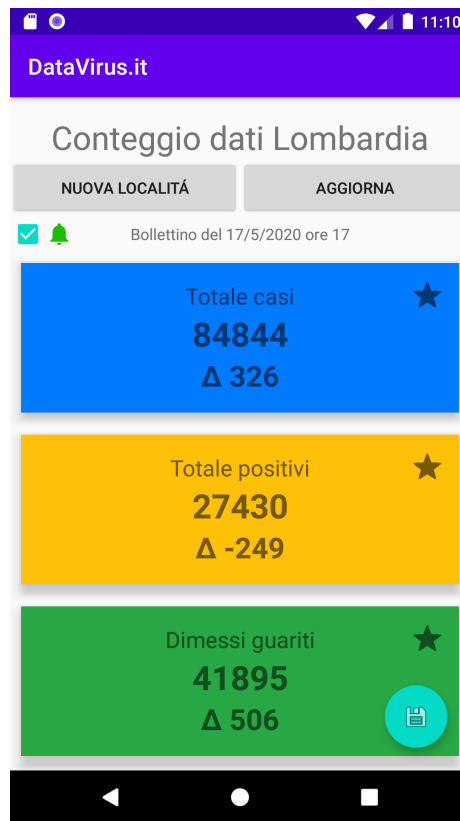 11:10
DataVirus.it
Conteggio dati Lombardia
NUOVA LOCALITÁ
AGGIORNA
Bollettino del 17/5/2020 ore 17
Totale casi
84844
Δ 326
Totale positivi
27430
Δ -249
Dimessi guariti
41895
Δ 506